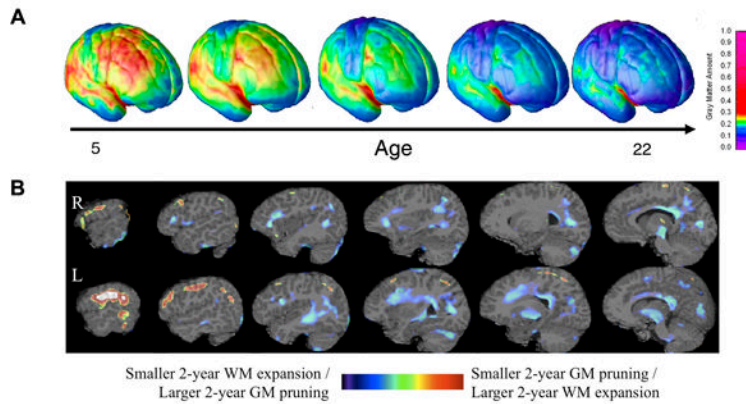 A
1.0
0.9
0.8
0.7
0.6
0.5
0.4
0.3
0.2
0.1
0.0
Gray Matter Amount
5 Age 22
B
R
L
Smaller 2-year WM expansion / Smaller 2-year GM pruning /
Larger 2-year GM pruning Larger 2-year WM expansion